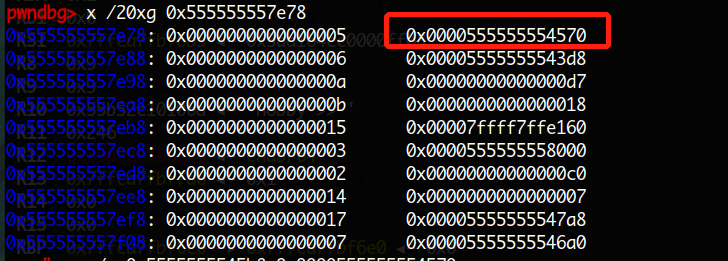 pwndbg> x /20xg 0x555555557e78
0x555555557e78: 0x0000000000000005 0x0000555555554570
0x555555557e88: 0x0000000000000006 0x00005555555543d8
0x555555557e98: 0x000000000000000a 0x00000000000000d7
0x555555557ea8: 0x000000000000000b 0x0000000000000018
0x555555557eb8: 0x0000000000000015 0x00007ffff7ffe160
0x555555557ec8: 0x0000000000000003 0x0000555555558000
0x555555557ed8: 0x0000000000000002 0x00000000000000c0
0x555555557ee8: 0x0000000000000014 0x0000000000000007
0x555555557ef8: 0x0000000000000017 0x00005555555547a8
0x555555557f08: 0x0000000000000007 0x00005555555546a0